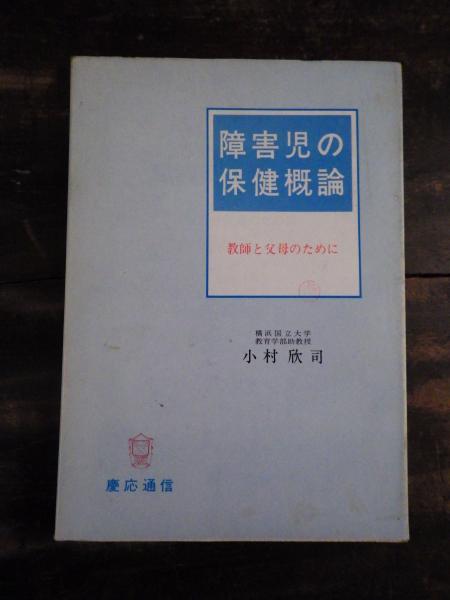 障害児の
保健概論
教師と父母のために
横浜国立大学
教育学部助教授
小村欣司
慶応通信